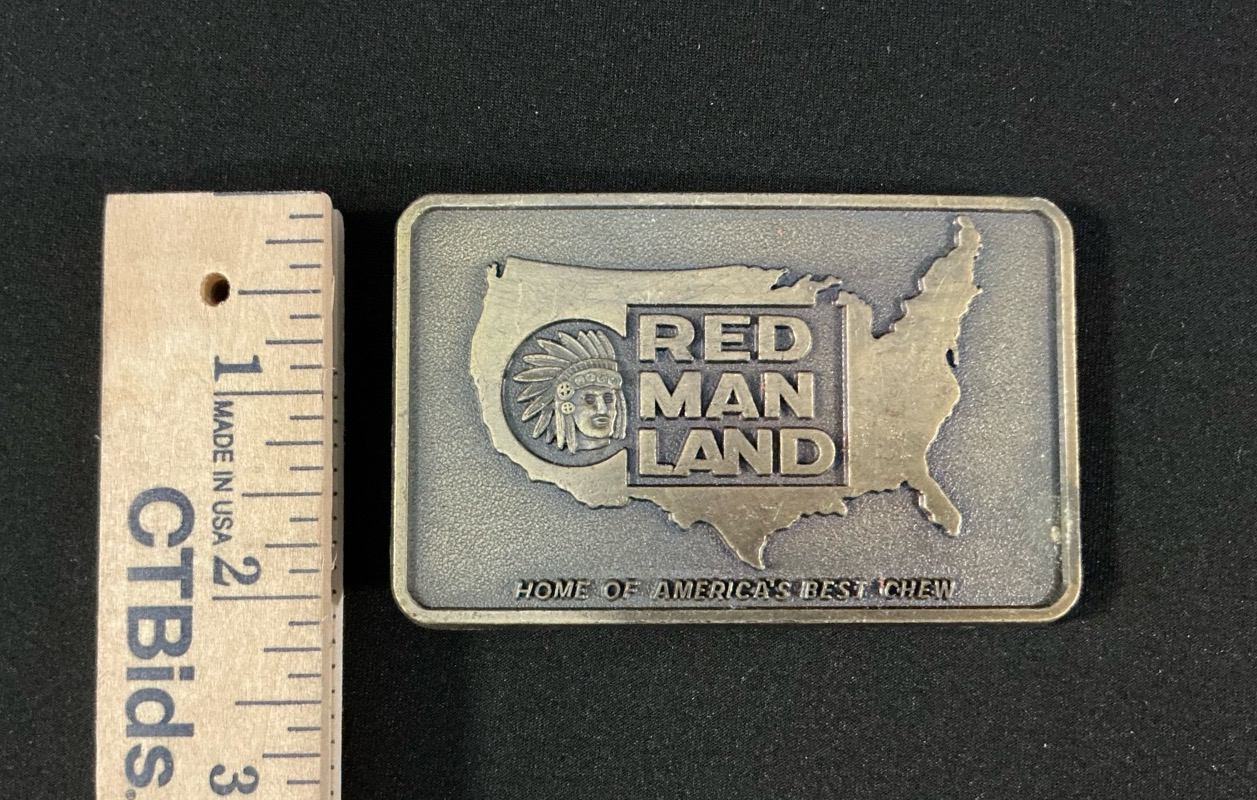 1 MADE IN USA 2 3
CTBids.
RED
MAN
LAND
HOME OF AMERICA'S BEST CHEW